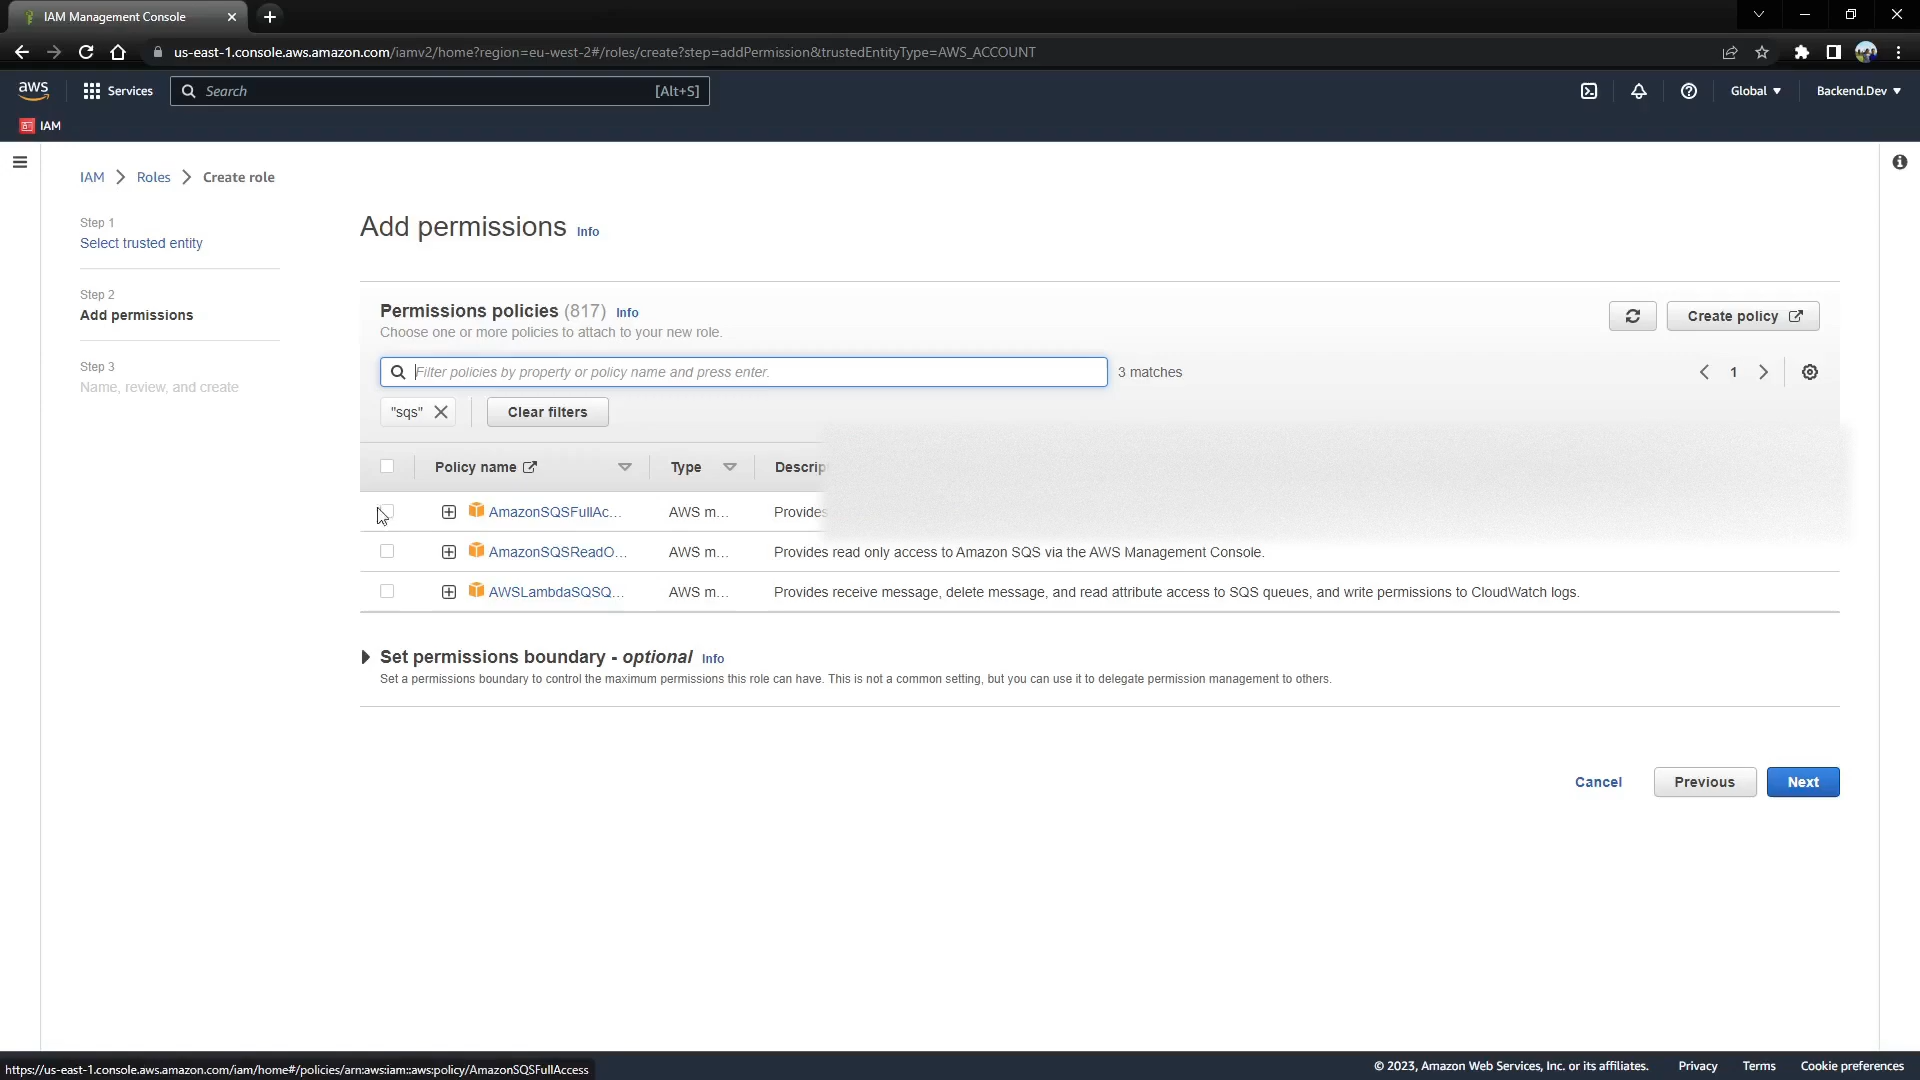 IAM Management Console
us-east-1.console.aws.amazon.com/iamv2/home?region=eu-west-2#/roles/create?step=addPermission&trustedEntityType=AWS_ACCOUNT
aws Services Search [Alt+S] Global Backend.Dev
IAM
IAM Roles Create role
Step 1
Select trusted entity
Step 2
Add permissions
Step 3
Name, review, and create
Add permissions Info
Permissions policies (817) Info
Choose one or more policies to attach to your new role.
Create policy
Filter policies by property or policy name and press enter. 3 matches 1
"sqs" Clear filters
Policy name Type Descrip
AmazonSQSFullAc... AWS m... Provides
AmazonSQSReadO... AWS m... Provides read only access to Amazon SQS via the AWS Management Console.
AWSLambdaSQSQ... AWS m... Provides receive message, delete message, and read attribute access to SQS queues, and write permissions to CloudWatch logs.
Set permissions boundary - optional Info
Set a permissions boundary to control the maximum permissions this role can have. This is not a common setting, but you can use it to delegate permission management to others.
Cancel Previous Next
https://us-east-1.console.aws.amazon.com/iam/home#/policies/arn:aws:iam::aws:policy/AmazonSQSFullAccess
© 2023, Amazon Web Services, Inc. or its affiliates. Privacy Terms Cookie preferences